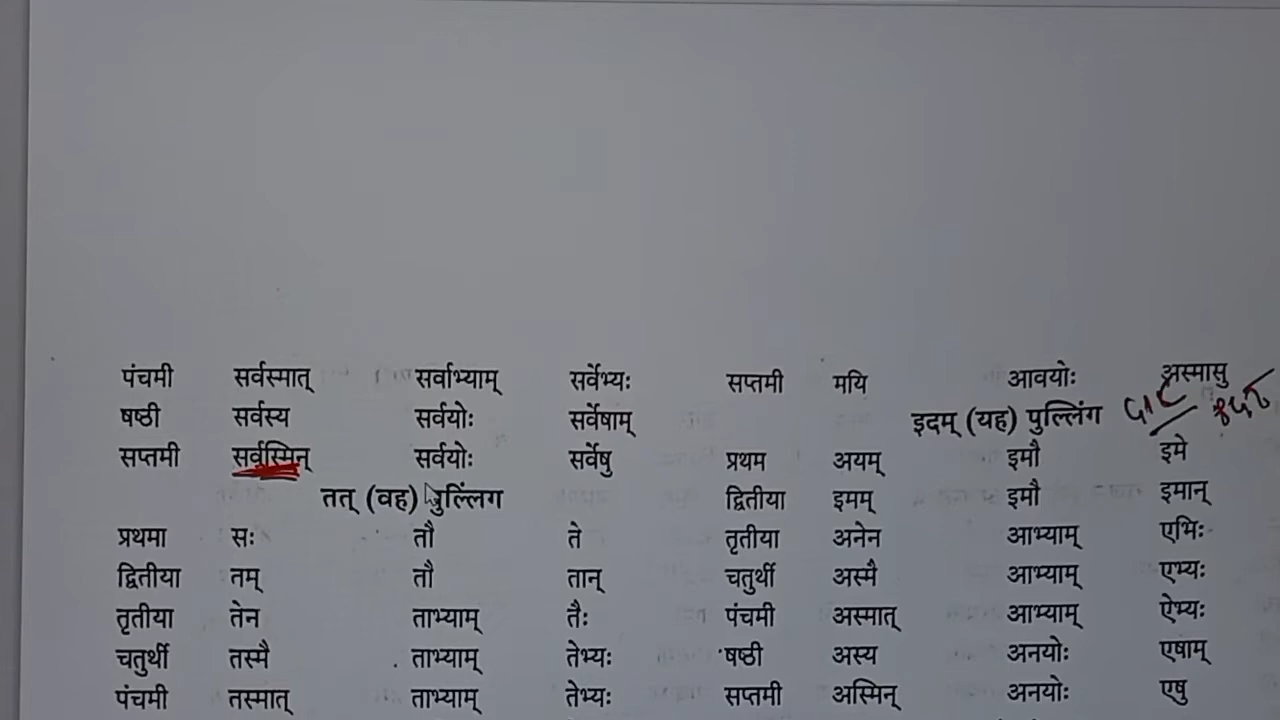 पंचमी सर्वस्मात् सर्वाभ्याम् सर्वेभ्यः
षष्ठी सर्वस्य सर्वयोः सर्वेषाम्
सप्तमी सर्वस्मिन् सर्वयोः सर्वेषु
तत् (वह) पुल्लिंग
प्रथमा सः तौ ते
द्वितीया तम् तौ तान्
तृतीया तेन ताभ्याम् तैः
चतुर्थी तस्मै ताभ्याम् तेभ्यः
पंचमी तस्मात् ताभ्याम् तेभ्यः
सप्तमी मयि आवयोः अस्मासु
इदम् (यह) पुल्लिंग
प्रथम अयम् इमौ इमे
द्वितीया इमम् इमौ इमान्
तृतीया अनेन आभ्याम् एभिः
चतुर्थी अस्मै आभ्याम् एभ्यः
पंचमी अस्मात् आभ्याम् ऐभ्यः
षष्ठी अस्य अनयोः एषाम्
सप्तमी अस्मिन् अनयोः एषु